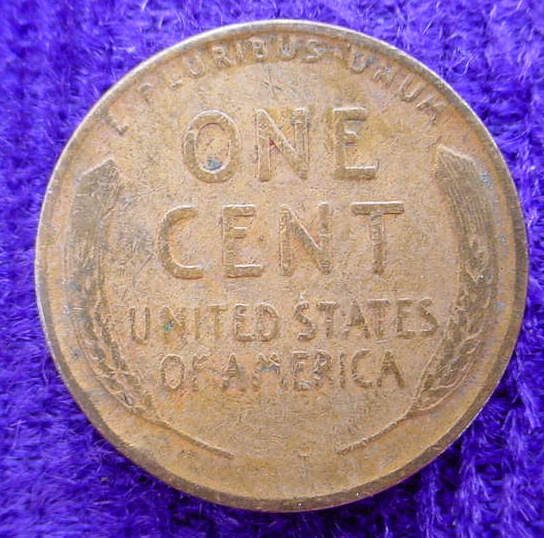 E PLURIBUS UNUM
ONE
CENT
UNITED STATES
OF AMERICA